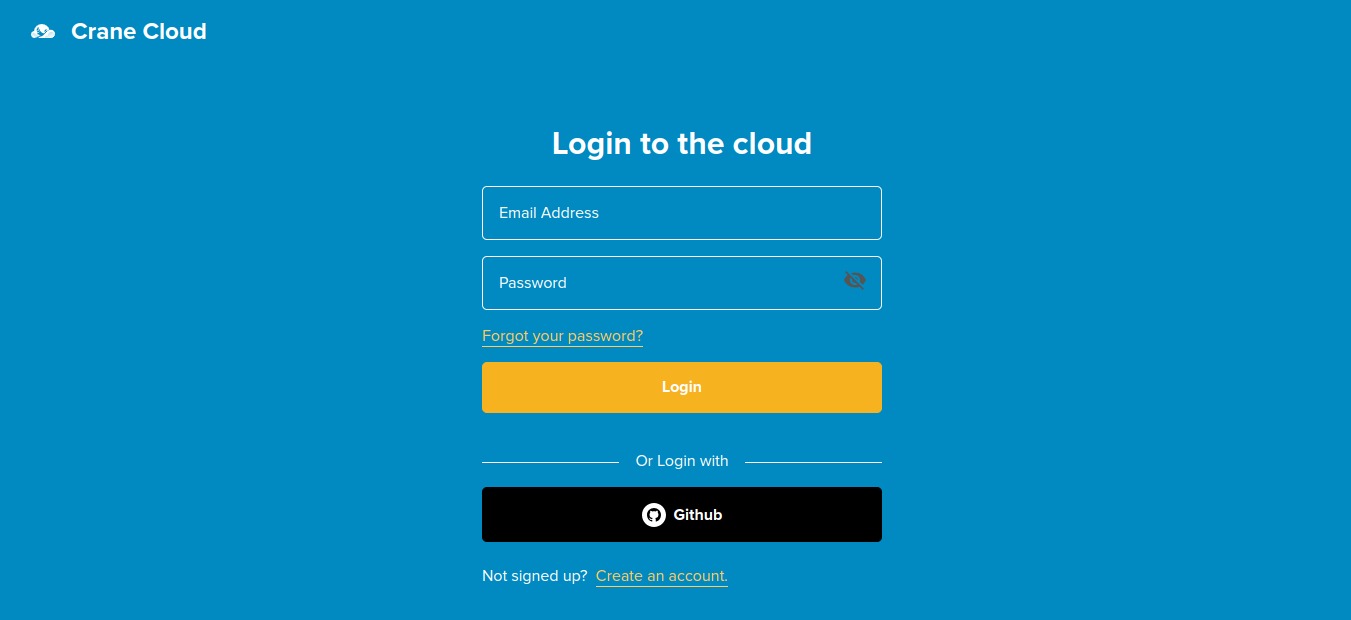 Crane Cloud
Login to the cloud
Email Address
Password
Forgot your password?
Login
Or Login with
Github
Not signed up? Create an account.